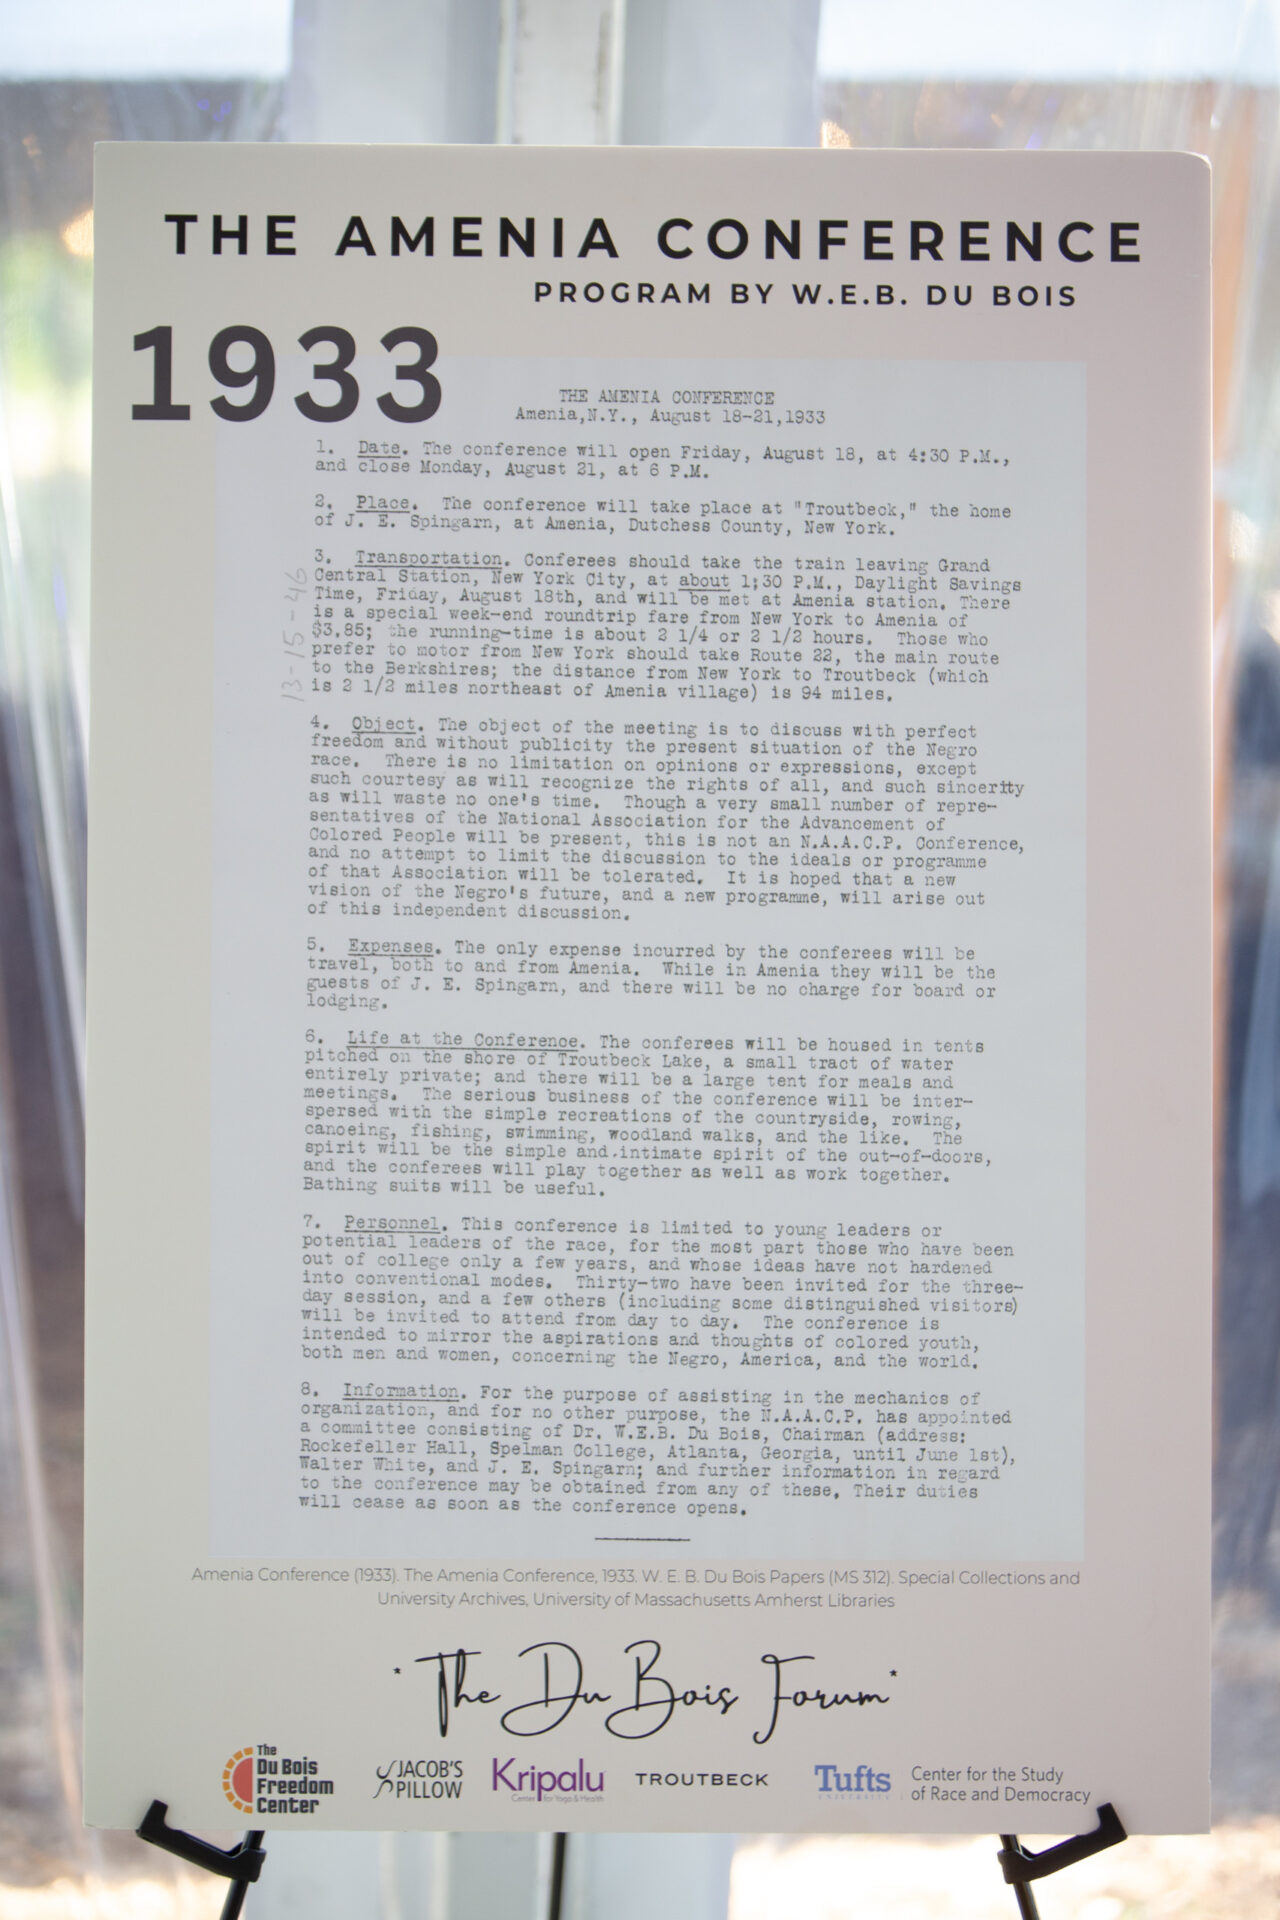 THE AMENIA CONFERENCE
PROGRAM BY W.E.B. DU BOIS
1933
THE AMENIA CONFERENCE
Amenia,N.Y., August 18-21,1933
1. Date. The conference will open Friday, August 18, at 4:30 P.M.,
and close Monday, August 21, at 6 P.M.
2. Place. The conference will take place at "Troutbeck," the home
of J. E. Spingarn, at Amenia, Dutchess County, New York.
3. Transportation. Conferees should take the train leaving Grand
Central Station, New York City, at about 1:30 P.M., Daylight Savings
Time, Friday, August 18th, and will be met at Amenia station. There
is a special week-end roundtrip fare from New York to Amenia of
$3.85; the running-time is about 2 1/4 or 2 1/2 hours. Those who
prefer to motor from New York should take Route 22, the main route
to the Berkshires; the distance from New York to Troutbeck (which
is 2 1/2 miles northeast of Amenia village) is 94 miles.
13-15-46
4. Object. The object of the meeting is to discuss with perfect
freedom and without publicity the present situation of the Negro
race. There is no limitation on opinions or expressions, except
such courtesy as will recognize the rights of all, and such sincerity
as will waste no one's time. Though a very small number of repre-
sentatives of the National Association for the Advancement of
Colored People will be present, this is not an N.A.A.C.P. Conference,
and no attempt to limit the discussion to the ideals or programme
of that Association will be tolerated. It is hoped that a new
vision of the Negro's future, and a new programme, will arise out
of this independent discussion.
5. Expenses. The only expense incurred by the conferees will be
travel, both to and from Amenia. While in Amenia they will be the
guests of J. E. Spingarn, and there will be no charge for board or
lodging.
6. Life at the Conference. The conferees will be housed in tents
pitched on the shore of Troutbeck Lake, a small tract of water
entirely private; and there will be a large tent for meals and
meetings. The serious business of the conference will be inter-
spersed with the simple recreations of the countryside, rowing,
canoeing, fishing, swimming, woodland walks, and the like. The
spirit will be the simple and intimate spirit of the out-of-doors,
and the conferees will play together as well as work together.
Bathing suits will be useful.
7. Personnel. This conference is limited to young leaders or
potential leaders of the race, for the most part those who have been
out of college only a few years, and whose ideas have not hardened
into conventional modes. Thirty-two have been invited for the three-
day session, and a few others (including some distinguished visitors)
will be invited to attend from day to day. The conference is
intended to mirror the aspirations and thoughts of colored youth,
both men and women, concerning the Negro, America, and the world.
8. Information. For the purpose of assisting in the mechanics of
organization, and for no other purpose, the N.A.A.C.P. has appointed
a committee consisting of Dr. W.E.B. Du Bois, Chairman (address:
Rockefeller Hall, Spelman College, Atlanta, Georgia, until June 1st),
Walter White, and J. E. Spingarn; and further information in regard
to the conference may be obtained from any of these. Their duties
will cease as soon as the conference opens.
Amenia Conference (1933). The Amenia Conference, 1933. W. E. B. Du Bois Papers (MS 312). Special Collections and
University Archives, University of Massachusetts Amherst Libraries
"The Du Bois Forum"
The Du Bois Freedom Center
JACOB'S PILLOW
Kripalu
Center for Yoga & Health
TROUTBECK
Tufts UNIVERSITY
Center for the Study
of Race and Democracy